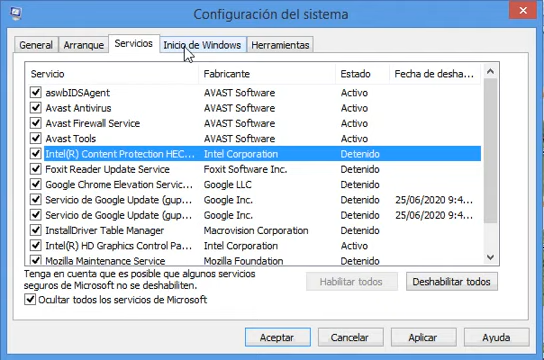 Configuración del sistema
General Arranque Servicios Inicio de Windows Herramientas
Servicio Fabricante Estado Fecha de desha...
aswbIDSAgent AVAST Software Activo
Avast Antivirus AVAST Software Activo
Avast Firewall Service AVAST Software Activo
Avast Tools AVAST Software Activo
Intel(R) Content Protection HEC... Intel Corporation Detenido
Foxit Reader Update Service Foxit Software Inc. Detenido
Google Chrome Elevation Servic... Google LLC Detenido
Servicio de Google Update (gup... Google Inc. Detenido 25/06/2020 9:4...
Servicio de Google Update (gup... Google Inc. Detenido 25/06/2020 9:4...
InstallDriver Table Manager Macrovision Corporation Detenido
Intel(R) HD Graphics Control Pa... Intel Corporation Activo
Mozilla Maintenance Service Mozilla Foundation Detenido
Tenga en cuenta que es posible que algunos servicios
seguros de Microsoft no se deshabiliten.
Habilitar todos Deshabilitar todos
Ocultar todos los servicios de Microsoft
Aceptar Cancelar Aplicar Ayuda